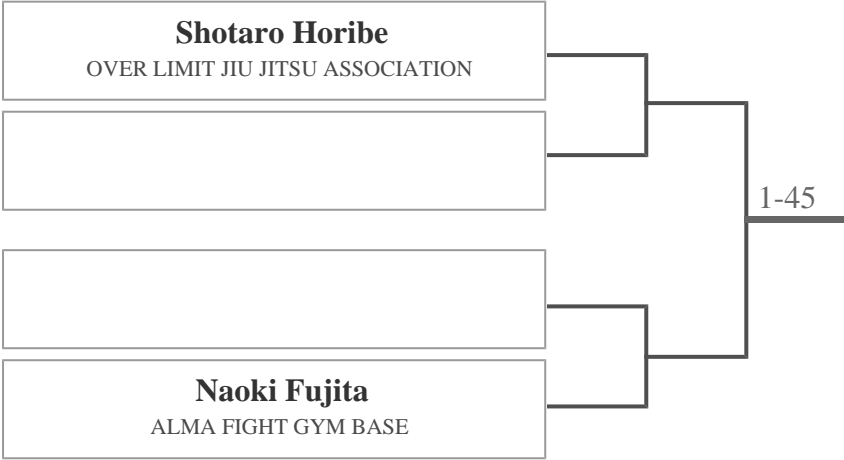 Shotaro Horibe
OVER LIMIT JIU JITSU ASSOCIATION
1-45
Naoki Fujita
ALMA FIGHT GYM BASE